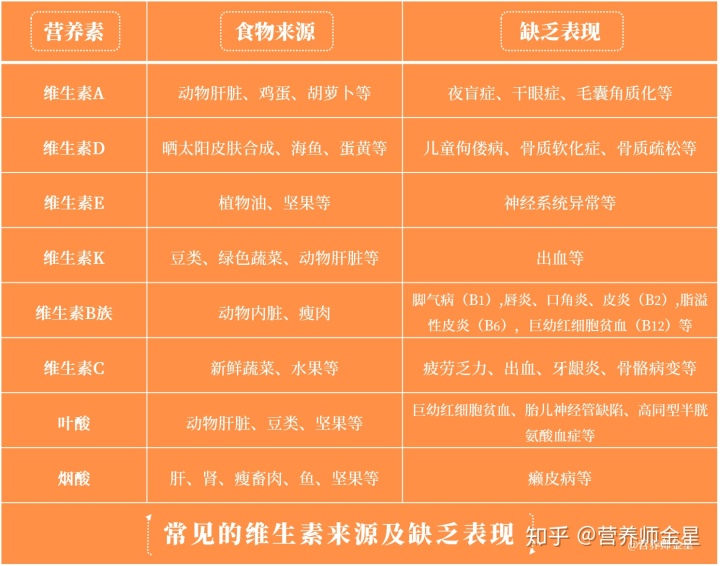 营养素 食物来源 缺乏表现
维生素A 动物肝脏、鸡蛋、胡萝卜等 夜盲症、干眼症、毛囊角质化等
维生素D 晒太阳皮肤合成、海鱼、蛋黄等 儿童佝偻病、骨质软化症、骨质疏松等
维生素E 植物油、坚果等 神经系统异常等
维生素K 豆类、绿色蔬菜、动物肝脏等 出血等
维生素B族 动物内脏、瘦肉 脚气病（B1）,唇炎、口角炎、皮炎（B2）,脂溢
性皮炎（B6），巨幼红细胞贫血（B12）等
维生素C 新鲜蔬菜、水果等 疲劳乏力、出血、牙龈炎、骨骼病变等
叶酸 动物肝脏、豆类、坚果等 巨幼红细胞贫血、胎儿神经管缺陷、高同型半胱
氨酸血症等
烟酸 肝、肾、瘦畜肉、鱼、坚果等 癞皮病等
常见的维生素来源及缺乏表现
知乎 @营养师金星
@营养师金星